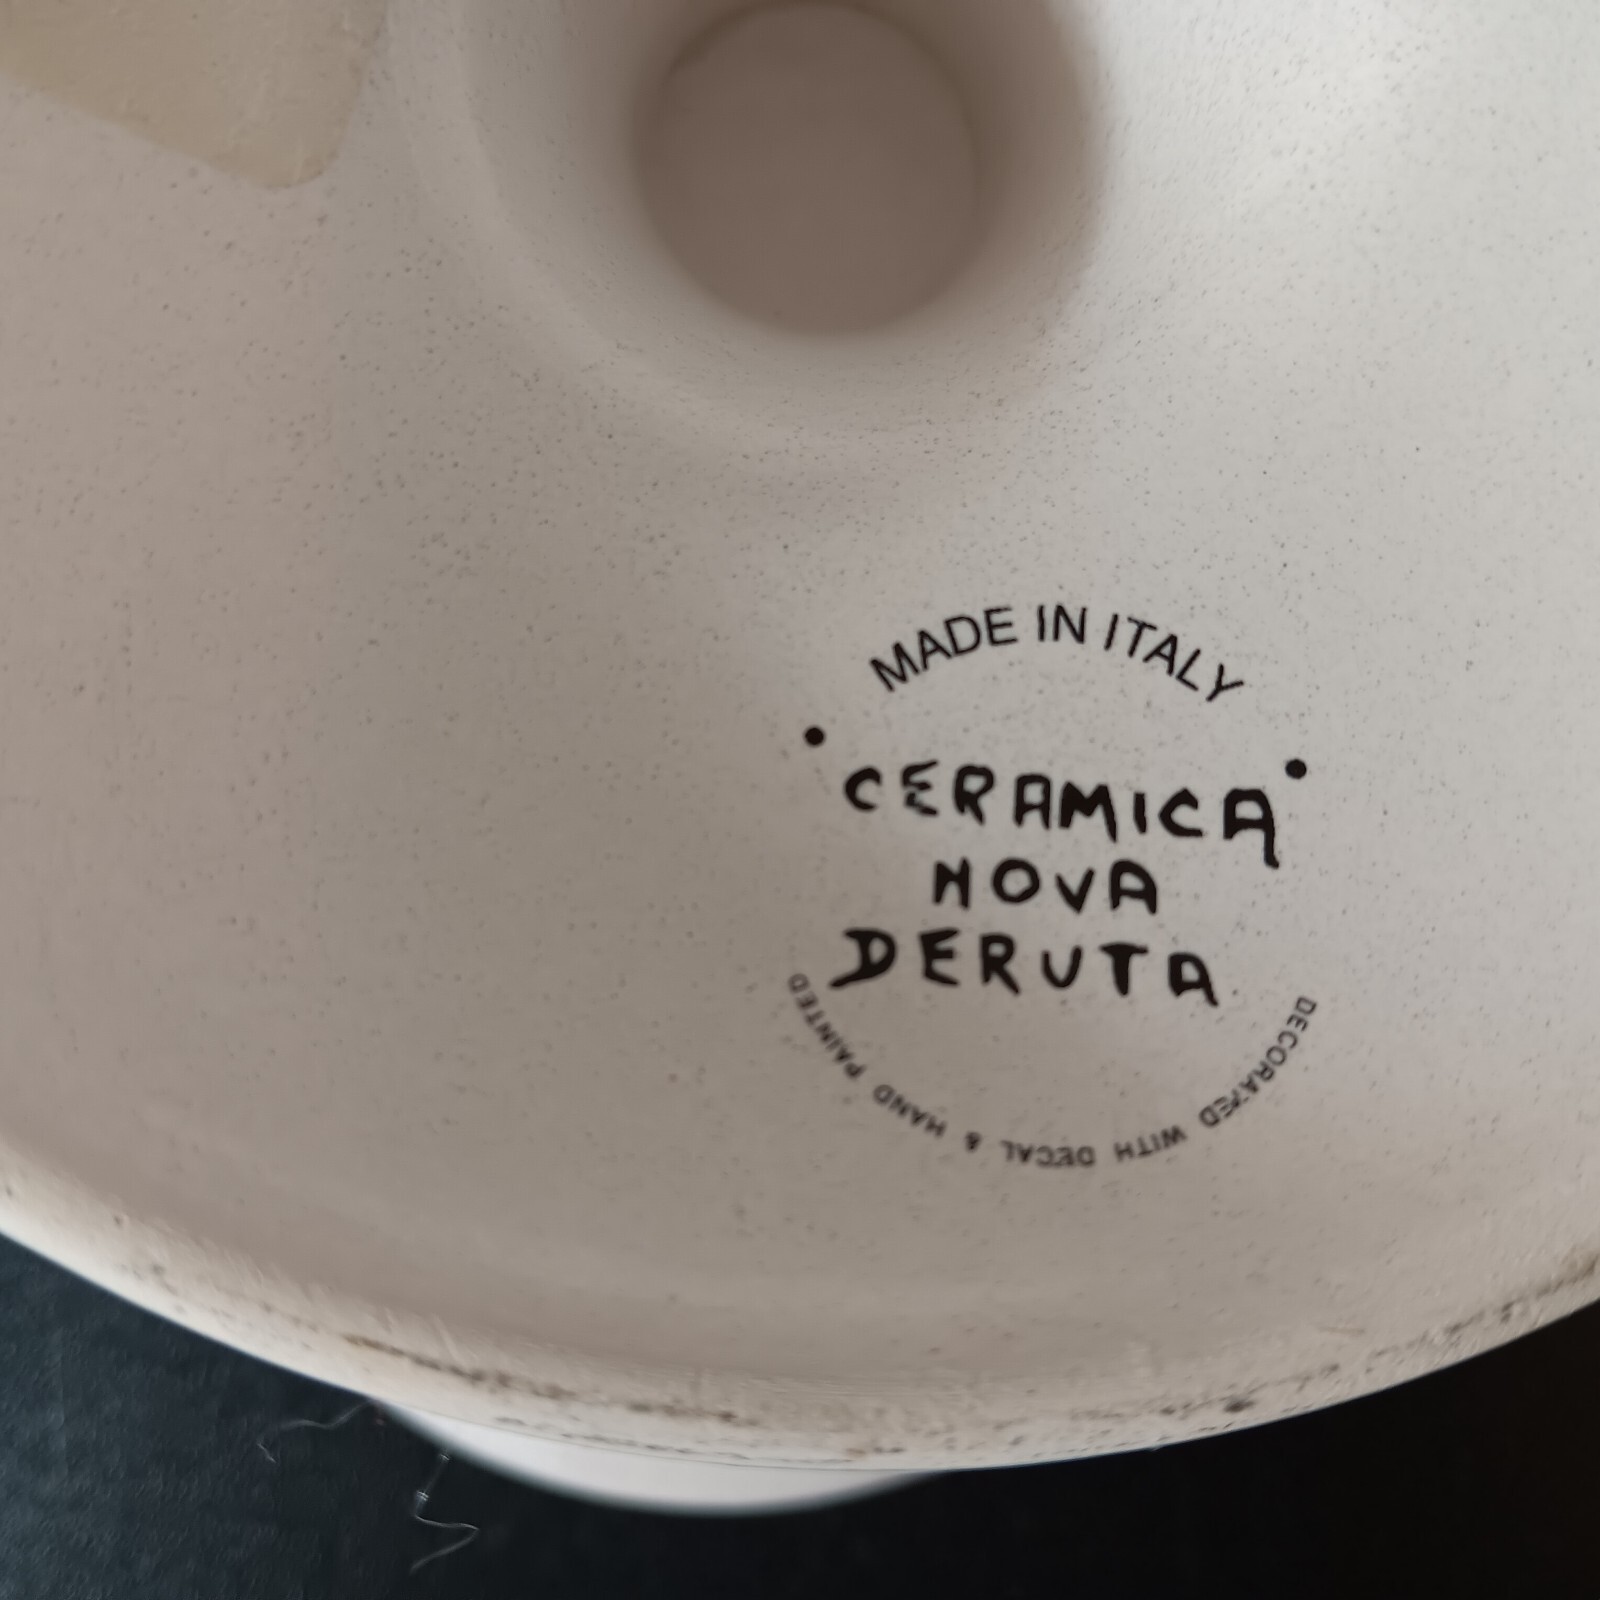 MADE IN ITALY
CERAMICA
NOVA
DERUTA
DECORATED WITH DECAL & HAND PAINTED